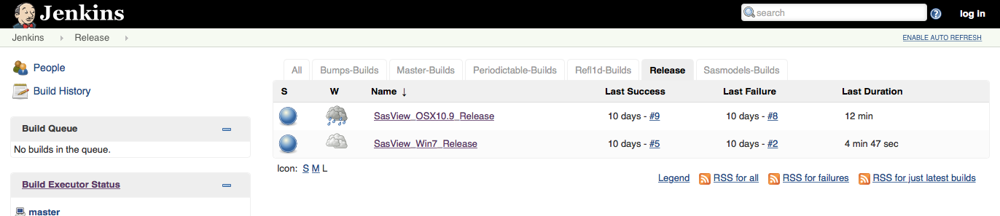 Jenkins
search
log in
Jenkins
Release
ENABLE AUTO REFRESH
People
Build History
Build Queue
No builds in the queue.
Build Executor Status
master
All Bumps-Builds Master-Builds Periodictable-Builds Refl1d-Builds Release Sasmodels-Builds
S W Name ↓ Last Success Last Failure Last Duration
SasView_OSX10.9_Release 10 days - #9 10 days - #8 12 min
SasView_Win7_Release 10 days - #5 10 days - #2 4 min 47 sec
Icon: S M L
Legend RSS for all RSS for failures RSS for just latest builds